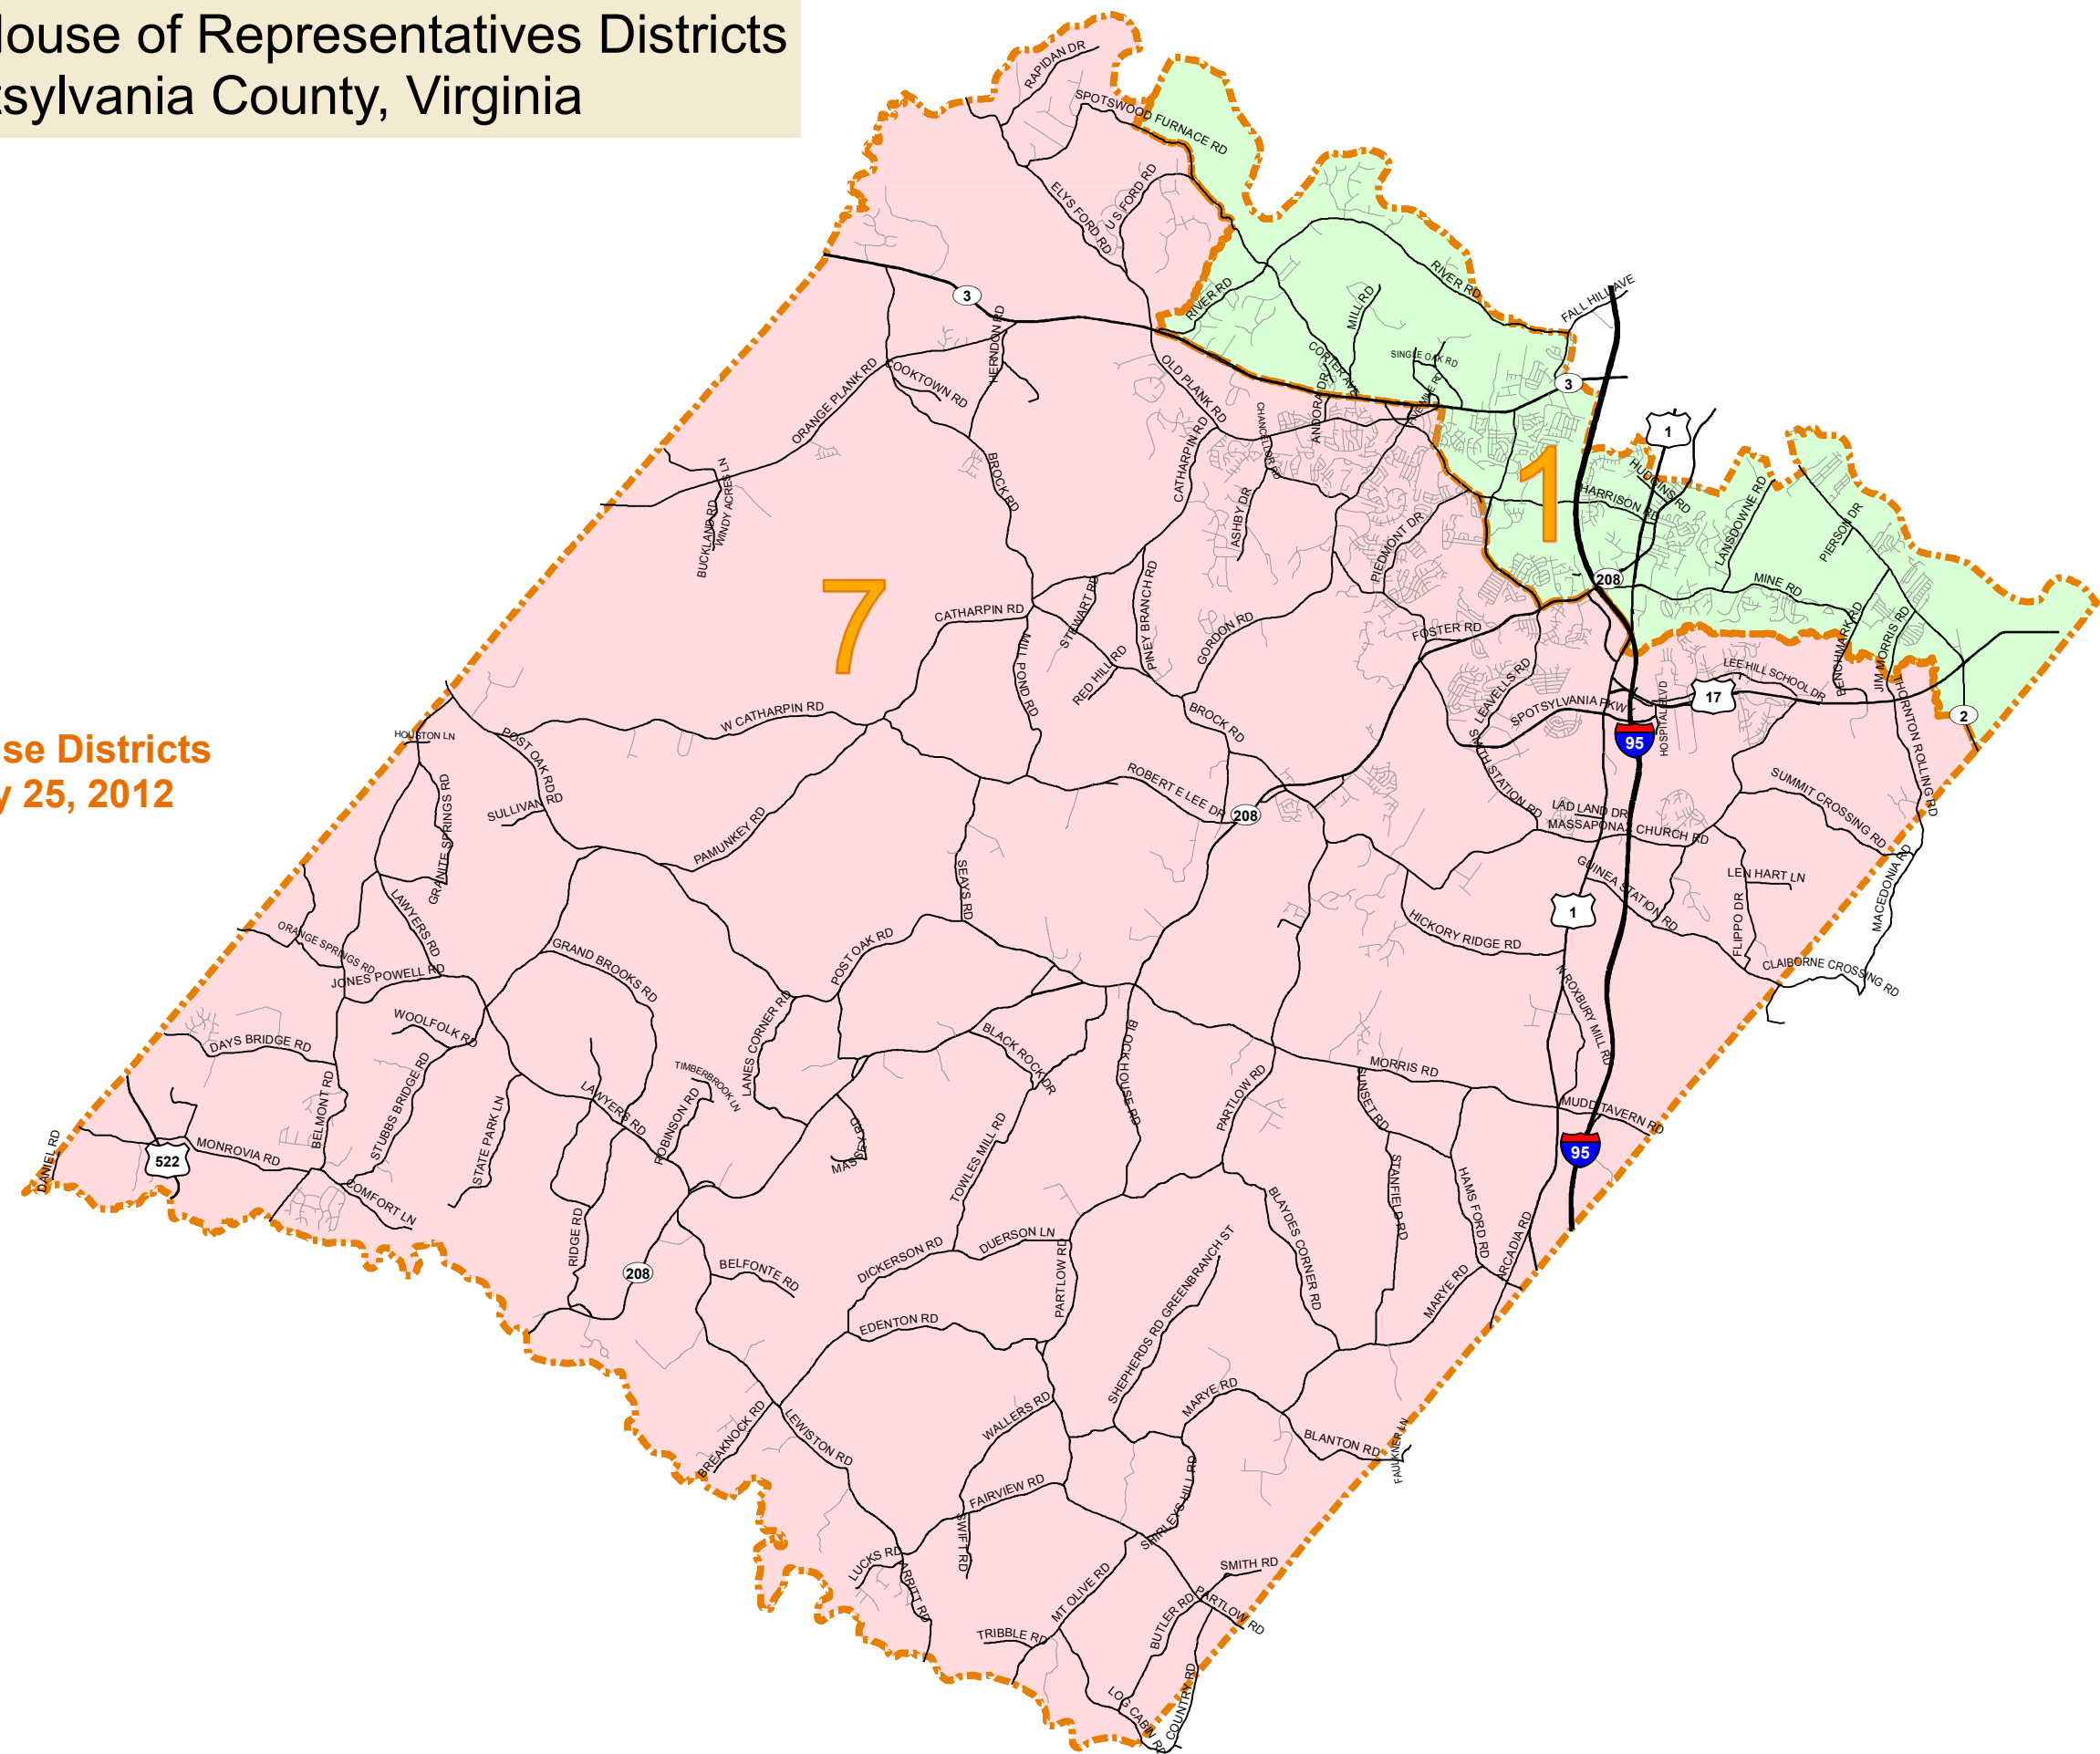 House of Representatives Districts
tsylvania County, Virginia
RAPIDAN DR
SPOTSWOOD FURNACE RD
ELYS FORD RD
U S FORD RD
RIVER RD
RIVER RD
FALL HILL AVE
3
HERNDON RD
MILL RD
CORTER AVE
SINGLE OAK RD
3
ORANGE PLANK RD
COOKTOWN RD
OLD PLANK RD
ANDORA DR
FIVE MILE RD
CHANCELLOR RD
1
BROCK RD
CATHARPIN RD
ASHBY DR
1
HUDGINS RD
HARRISON RD
LANSDOWNE RD
PIERSON DR
BUCKLAND RD
WINDY ACRES LN
PIEDMONT DR
7
CATHARPIN RD
STEWART RD
PINEY BRANCH RD
GORDON RD
FOSTER RD
208
MINE RD
BENCHMARK RD
JIM MORRIS RD
MILL POND RD
RED HILL RD
LEAVELLS RD
LEE HILL SCHOOL DR
THORNTON ROLLING RD
17
2
W CATHARPIN RD
BROCK RD
SPOTSYLVANIA PKWY
HOSPITAL BLVD
95
HOUSTON LN
POST OAK RD
se Districts
y 25, 2012
GRANITE SPRINGS RD
SULLIVAN RD
PAMUNKEY RD
ROBERT E LEE DR
208
SMITH STATION RD
LAD LAND DR
MASSAPONAX CHURCH RD
SUMMIT CROSSING RD
SEAYS RD
GUINEA STATION RD
LEN HART LN
MACEDONIA RD
FLIPPO DR
1
LAWYERS RD
ORANGE SPRINGS RD
JONES POWELL RD
GRAND BROOKS RD
POST OAK RD
HICKORY RIDGE RD
CLAIBORNE CROSSING RD
N ROXBURY MILL RD
DAYS BRIDGE RD
WOOLFOLK RD
LANES CORNER RD
BLACK ROCK DR
BLOCK HOUSE RD
MORRIS RD
BELMONT RD
STUBBS BRIDGE RD
STATE PARK LN
LAWYERS RD
TIMBERBROOK LN
ROBINSON RD
MASSEY RD
TOWLES MILL RD
PARTLOW RD
SUNSET RD
MUDD TAVERN RD
95
DANIEL RD
522
MONROVIA RD
COMFORT LN
STANFIELD RD
HAMS FORD RD
ARCADIA RD
RIDGE RD
208
BELFONTE RD
DICKERSON RD
DUERSON LN
PARTLOW RD
GREENBRANCH ST
SHEPHERDS RD
BLAYDES CORNER RD
MARYE RD
EDENTON RD
BREAKNOCK RD
LEWISTON RD
WALLERS RD
MARYE RD
BLANTON RD
FAULKNER LN
FAIRVIEW RD
SWIFT RD
SHIRLEYS HILL RD
LUCKS RD
ARRITT RD
MT OLIVE RD
SMITH RD
BUTLER RD
PARTLOW RD
TRIBBLE RD
LOG CABIN RD
COUNTRY RD